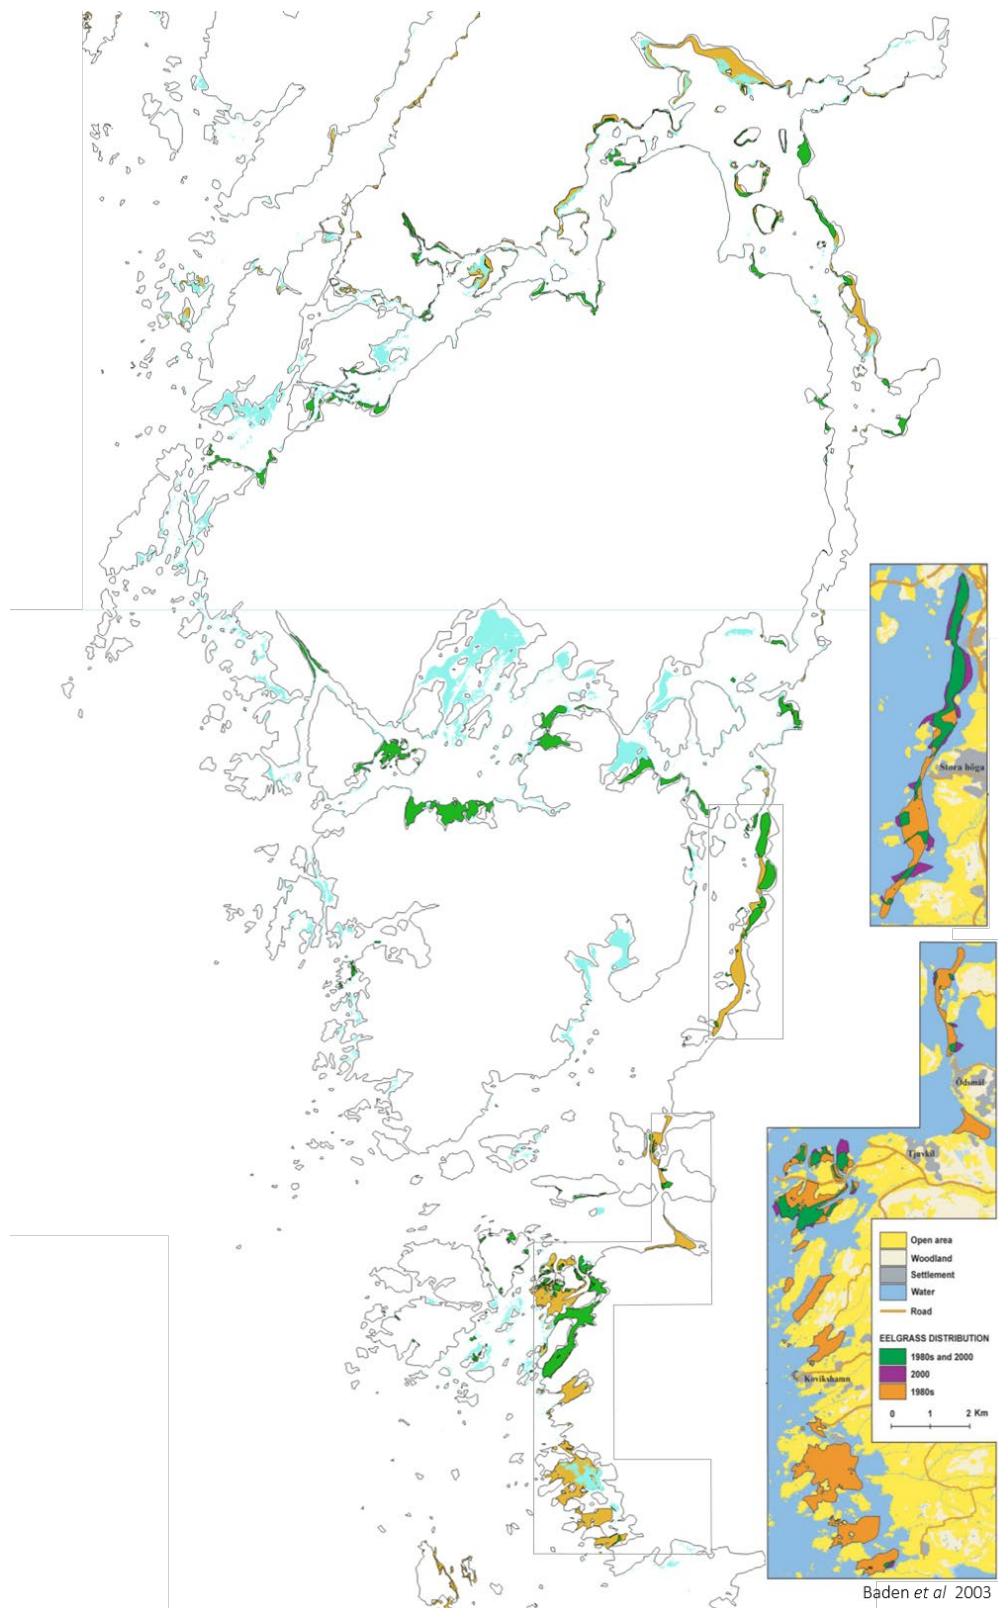 Stora höga
Ödsmål
Tjuvkil
Open area
Woodland
Settlement
Water
Road
EELGRASS DISTRIBUTION
1980s and 2000
2000
1980s
Kovikshamn
0 1 2 Km
Baden et al 2003